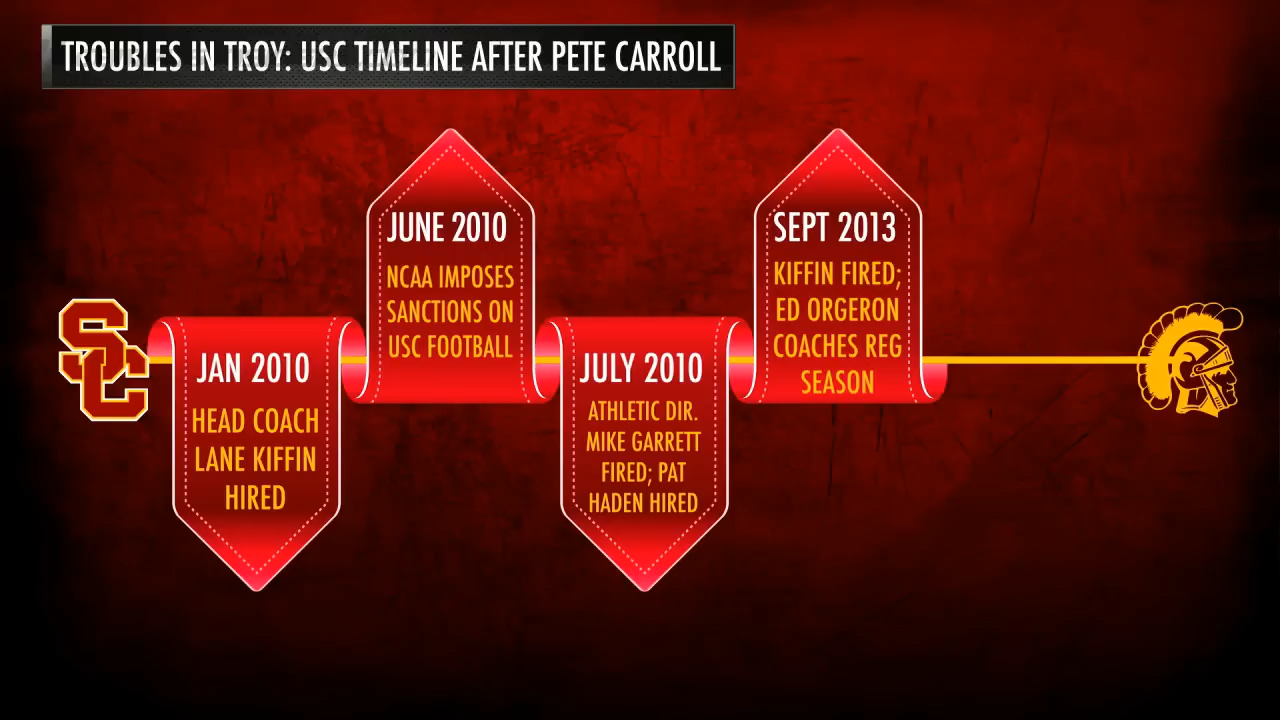 TROUBLES IN TROY: USC TIMELINE AFTER PETE CARROLL
SC
JAN 2010
HEAD COACH
LANE KIFFIN
HIRED
JUNE 2010
NCAA IMPOSES
SANCTIONS ON
USC FOOTBALL
JULY 2010
ATHLETIC DIR.
MIKE GARRETT
FIRED; PAT
HADEN HIRED
SEPT 2013
KIFFIN FIRED;
ED ORGERON
COACHES REG
SEASON